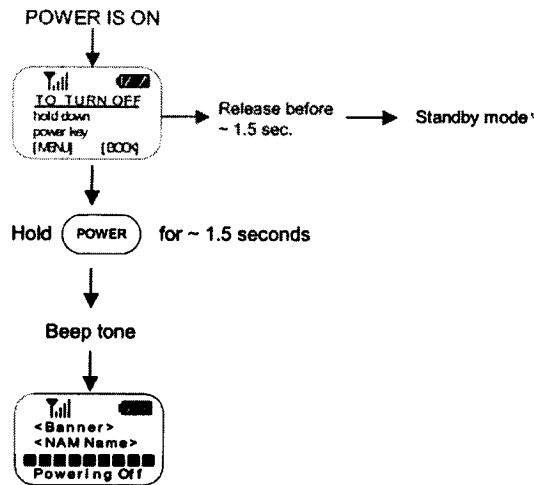 POWER IS ON
TO TURN OFF
hold down
power key
[MENU] [BOOK]
Release before
~ 1.5 sec.
Standby mode
Hold POWER for ~ 1.5 seconds
Beep tone
<Banner>
<NAM Name>
Powering Off